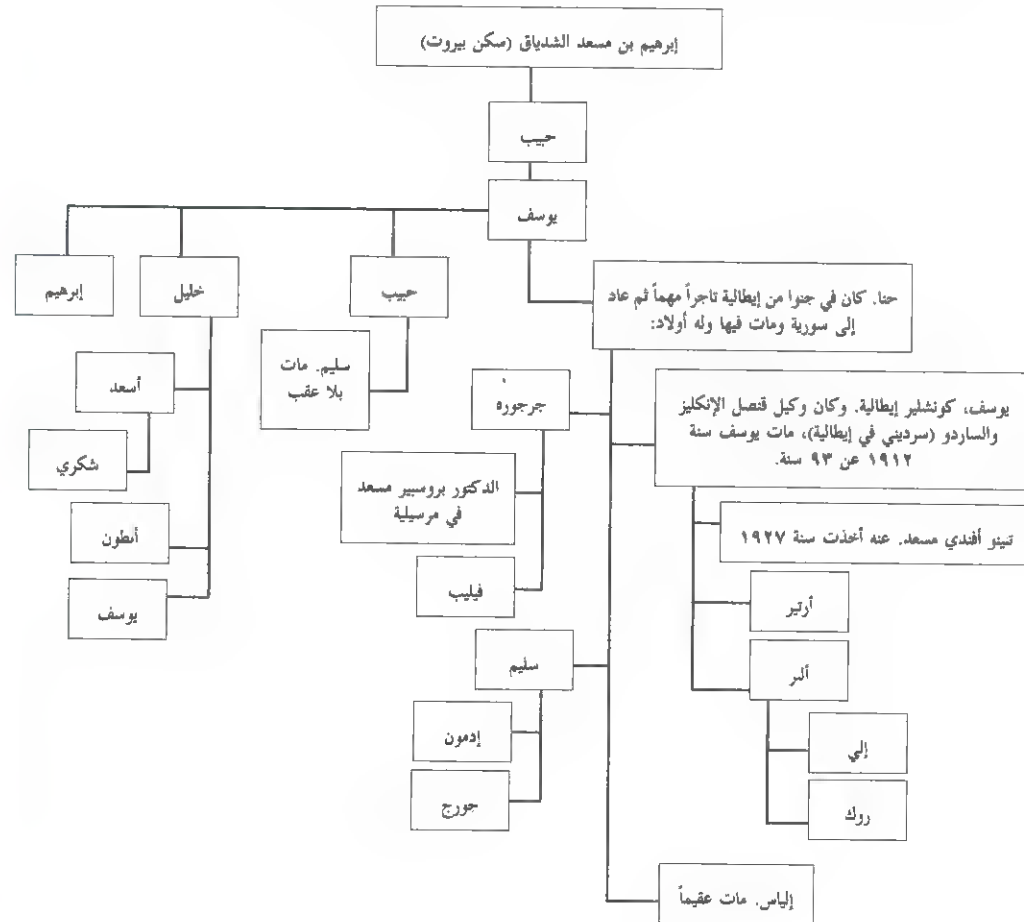 إبرهيم بن مسعد الشدياق (سكن بيروت)
حبيب
يوسف
حنا. كان في جنوا من إيطالية تاجراً مهماً ثم عاد
إلى سورية ومات فيها وله أولاد:
حبيب
خليل
إبرهيم
سليم. مات
بلا عقب
أسعد
شكري
أنطون
يوسف
يوسف، كونشلير إيطالية. وكان وكيل قنصل الإنكليز
والساردو (سرديني في إيطالية)، مات يوسف سنة
١٩١٢ عن ٩٣ سنة.
تنينو أفندي مسعد. عنه أخذت سنة ١٩٢٧
أرتير
ألبر
إلي
روك
جرجوره
الدكتور بروسبير مسعد
في مرسيلية
فيليب
سليم
إدمون
جورج
إلياس. مات عقيماً